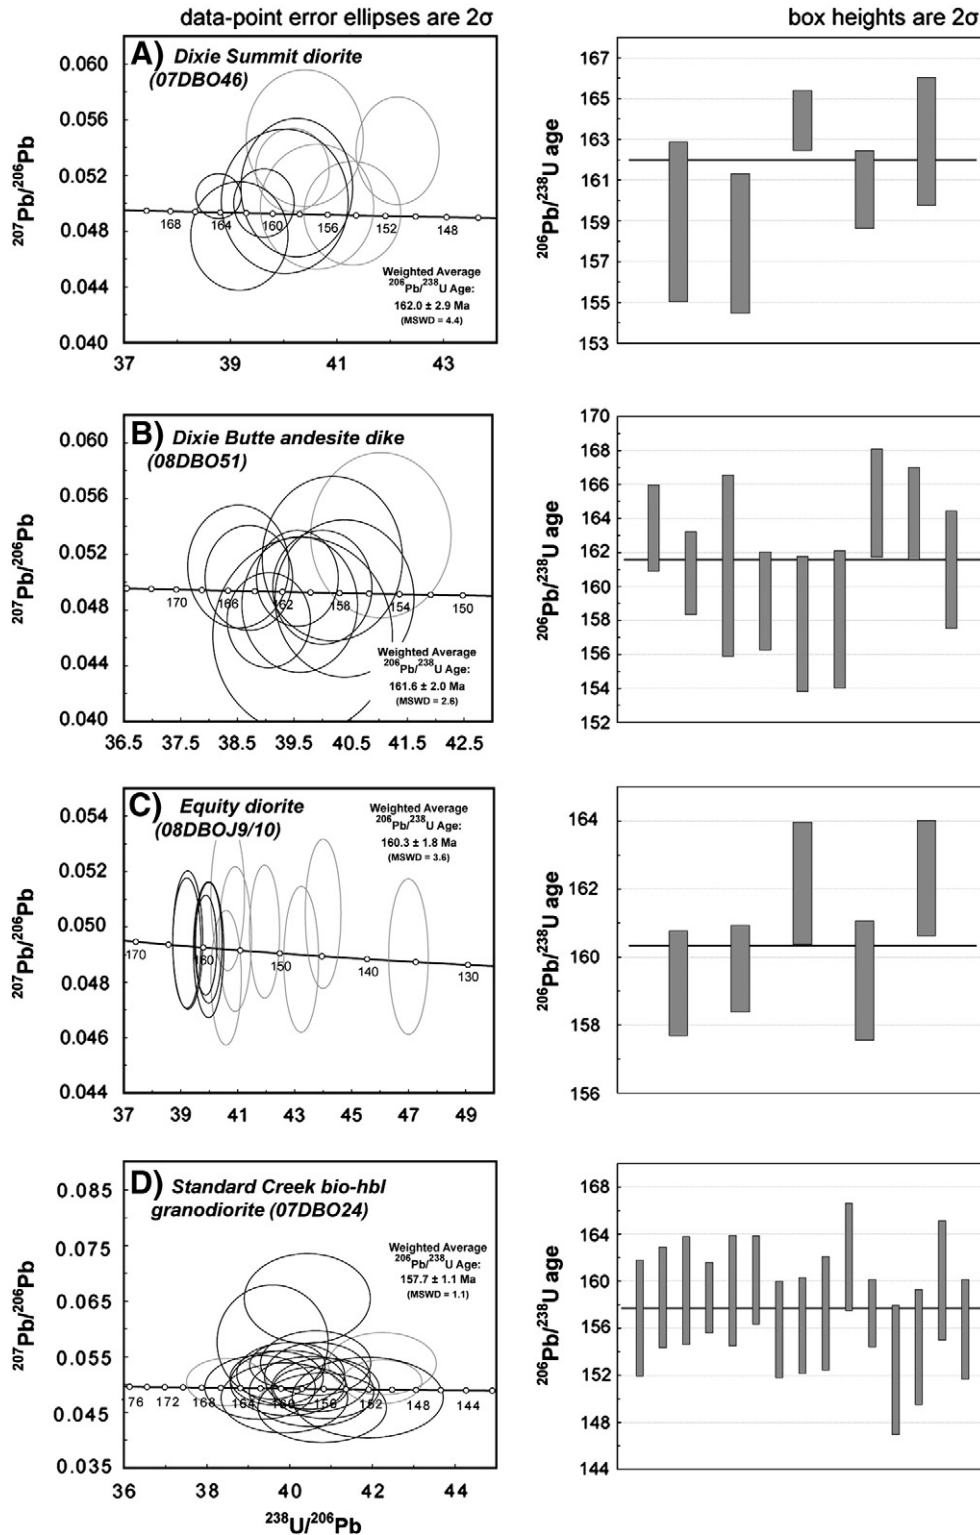 data-point error ellipses are 2σ
box heights are 2σ
A) Dixie Summit diorite
(07DBO46)
0.060
0.056
0.052
0.048
0.044
0.040
207Pb/206Pb
168
164
160
156
152
148
Weighted Average
206Pb/238U Age:
162.0 ± 2.9 Ma
(MSWD = 4.4)
37
39
41
43
206Pb/238U age
167
165
163
161
159
157
155
153
B) Dixie Butte andesite dike
(08DBO51)
0.060
0.056
0.052
0.048
0.044
0.040
207Pb/206Pb
170
166
162
158
154
150
Weighted Average
206Pb/238U Age:
161.6 ± 2.0 Ma
(MSWD = 2.6)
36.5
37.5
38.5
39.5
40.5
41.5
42.5
206Pb/238U age
170
168
166
164
162
160
158
156
154
152
C) Equity diorite
(08DBOJ9/10)
0.054
0.052
0.050
0.048
0.046
0.044
207Pb/206Pb
Weighted Average
206Pb/238U Age:
160.3 ± 1.8 Ma
(MSWD = 3.6)
170
160
150
140
130
37
39
41
43
45
47
49
206Pb/238U age
164
162
160
158
156
D) Standard Creek bio-hbl
granodiorite (07DBO24)
0.085
0.075
0.065
0.055
0.045
0.035
207Pb/206Pb
Weighted Average
206Pb/238U Age:
157.7 ± 1.1 Ma
(MSWD = 1.1)
76
172
168
164
160
156
152
148
144
36
38
40
42
44
238U/206Pb
206Pb/238U age
168
164
160
156
152
148
144